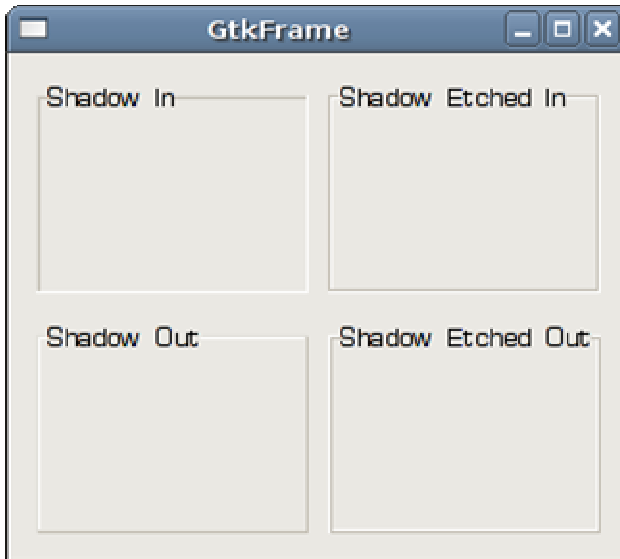 GtkFrame
Shadow In
Shadow Etched In
Shadow Out
Shadow Etched Out